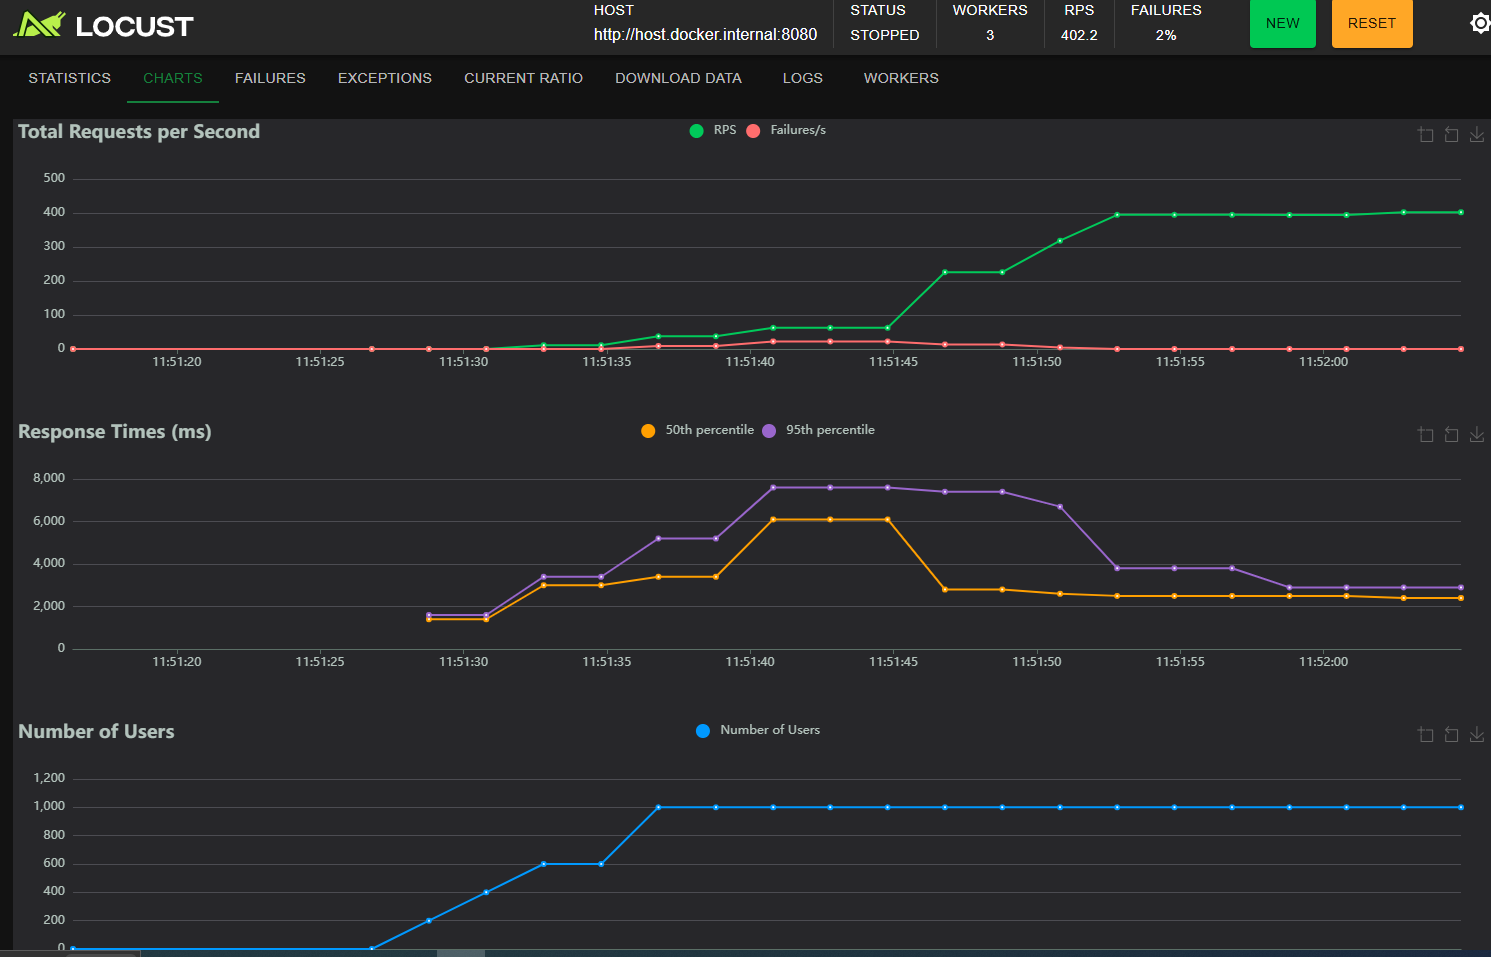 LOCUST
HOST
http://host.docker.internal:8080
STATUS
STOPPED
WORKERS
3
RPS
402.2
FAILURES
2%
NEW
RESET
STATISTICS CHARTS FAILURES EXCEPTIONS CURRENT RATIO DOWNLOAD DATA LOGS WORKERS
Total Requests per Second
RPS Failures/s
500
400
300
200
100
0
11:51:20 11:51:25 11:51:30 11:51:35 11:51:40 11:51:45 11:51:50 11:51:55 11:52:00
Response Times (ms)
50th percentile 95th percentile
8,000
6,000
4,000
2,000
0
11:51:20 11:51:25 11:51:30 11:51:35 11:51:40 11:51:45 11:51:50 11:51:55 11:52:00
Number of Users
Number of Users
1,200
1,000
800
600
400
200
0